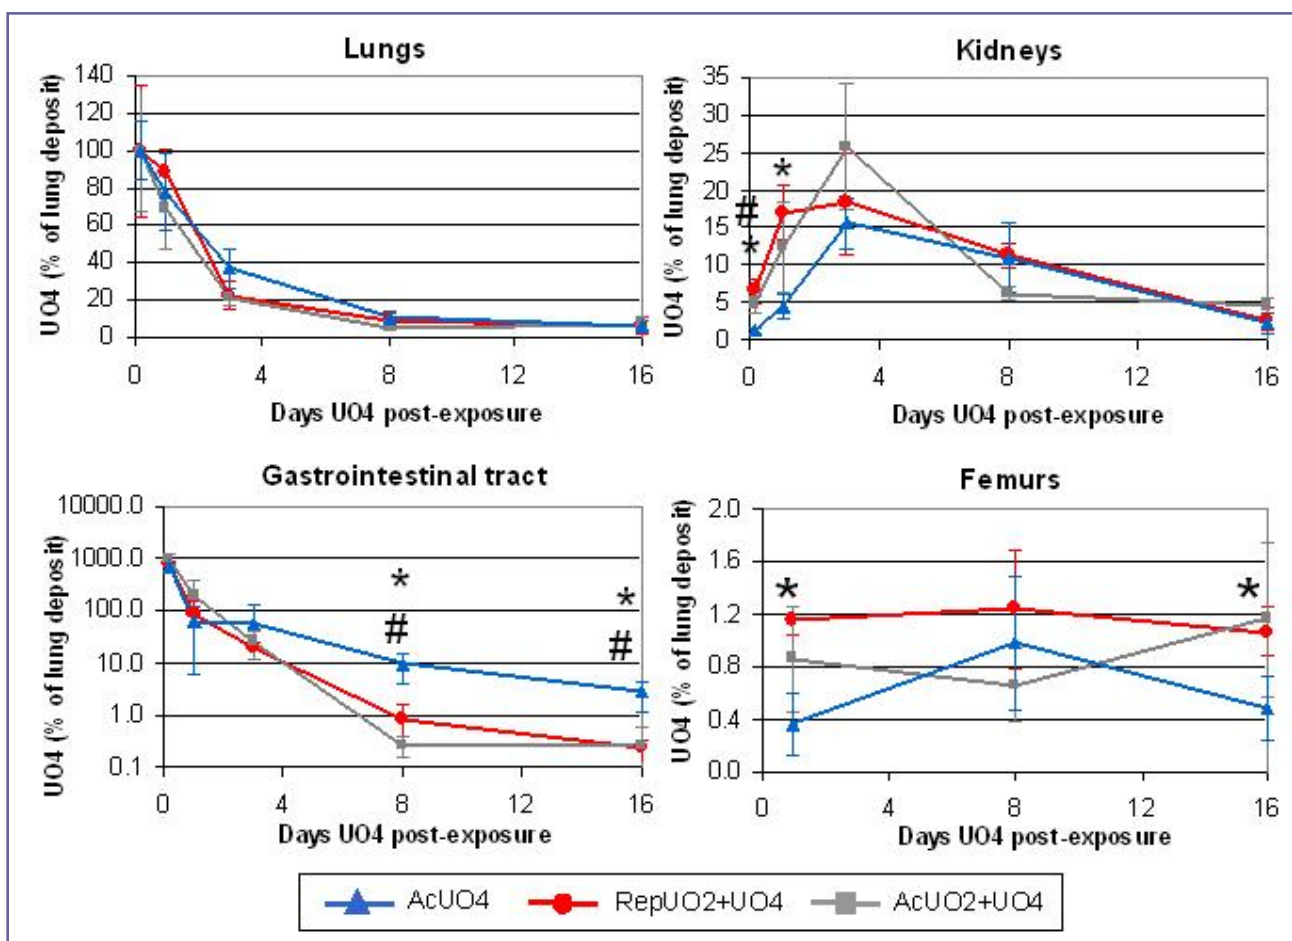 Lungs
UO4 (% of lung deposit)
140
120
100
80
60
40
20
0
0 4 8 12 16
Days UO4 post-exposure
Kidneys
UO4 (% of lung deposit)
35
30
25
20
15
10
5
0
0 4 8 12 16
Days UO4 post-exposure
#
*
*
Gastrointestinal tract
UO4 (% of lung deposit)
10000.0
1000.0
100.0
10.0
1.0
0.1
0 4 8 12 16
Days UO4 post-exposure
*
#
*
#
Femurs
UO4 (% of lung deposit)
2.0
1.6
1.2
0.8
0.4
0.0
0 4 8 12 16
Days UO4 post-exposure
*
*
AcUO4 RepUO2+UO4 AcUO2+UO4